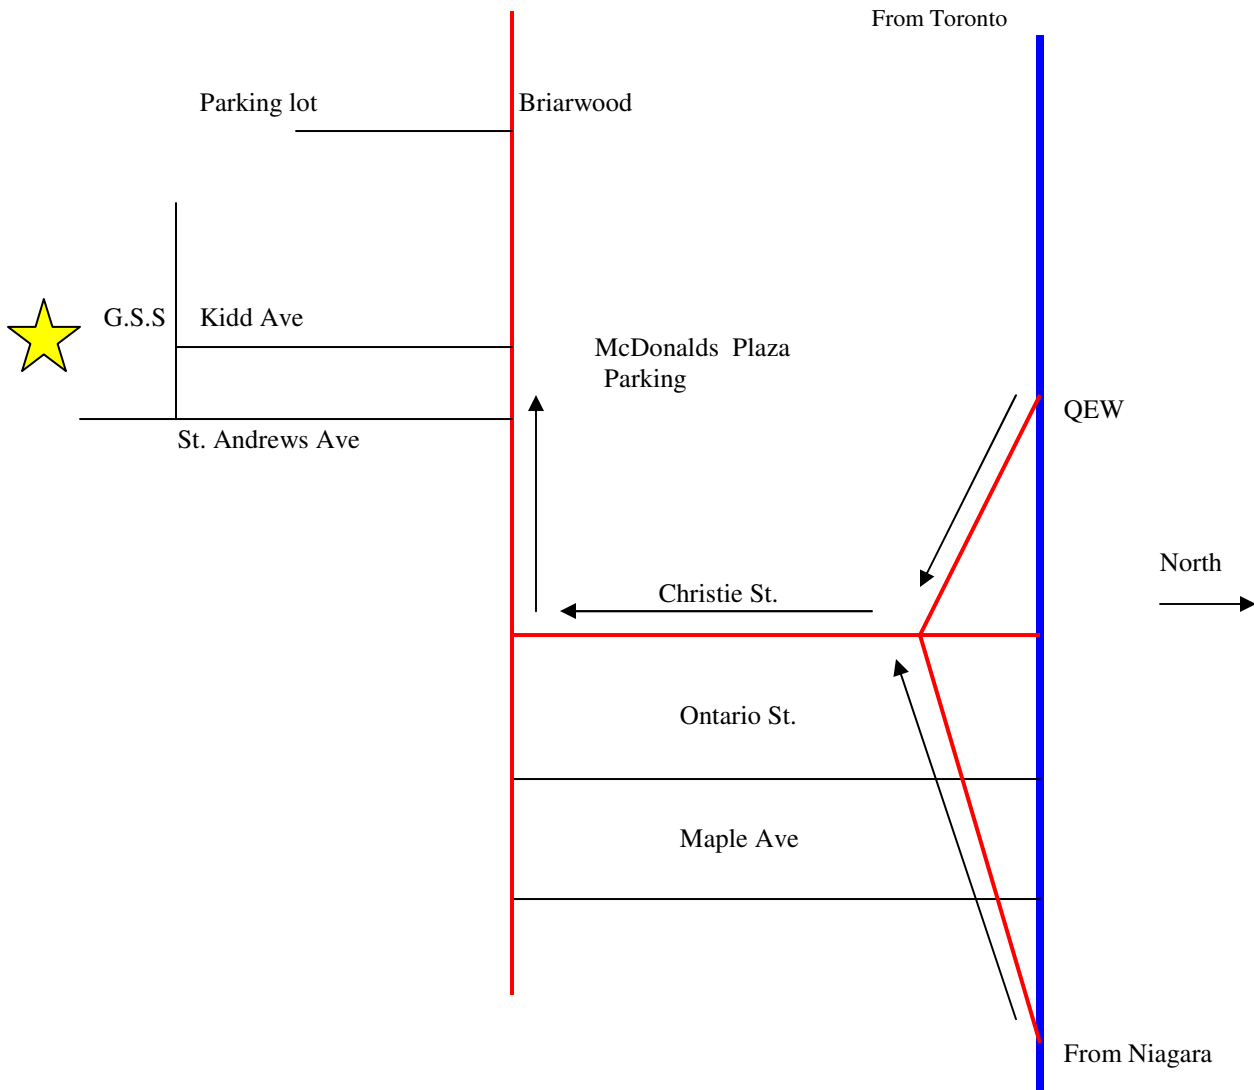 From Toronto
Parking lot
Briarwood
G.S.S
Kidd Ave
McDonalds Plaza
Parking
QEW
St. Andrews Ave
North
Christie St.
Ontario St.
Maple Ave
From Niagara